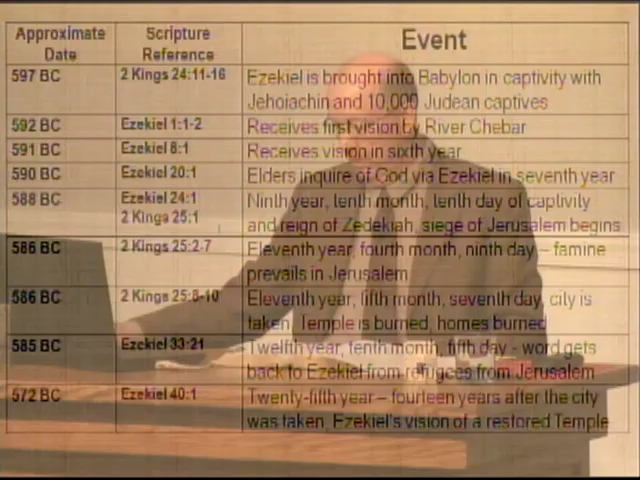 Approximate Date Scripture Reference Event
597 BC 2 Kings 24:11-16 Ezekiel is brought into Babylon in captivity with
Jehoiachin and 10,000 Judean captives
592 BC Ezekiel 1:1-2 Receives first vision by River Chebar
591 BC Ezekiel 8:1 Receives vision in sixth year
590 BC Ezekiel 20:1 Elders inquire of God via Ezekiel in seventh year
588 BC Ezekiel 24:1 Ninth year, tenth month, tenth day of captivity
2 Kings 25:1 and reign of Zedekiah, siege of Jerusalem begins
586 BC 2 Kings 25:2-7 Eleventh year, fourth month, ninth day – famine
prevails in Jerusalem
586 BC 2 Kings 25:8-10 Eleventh year, fifth month, seventh day, city is
taken, Temple is burned, homes burned
585 BC Ezekiel 33:21 Twelfth year, tenth month, fifth day - word gets
back to Ezekiel from refugees from Jerusalem
572 BC Ezekiel 40:1 Twenty-fifth year – fourteen years after the city
was taken, Ezekiel's vision of a restored Temple